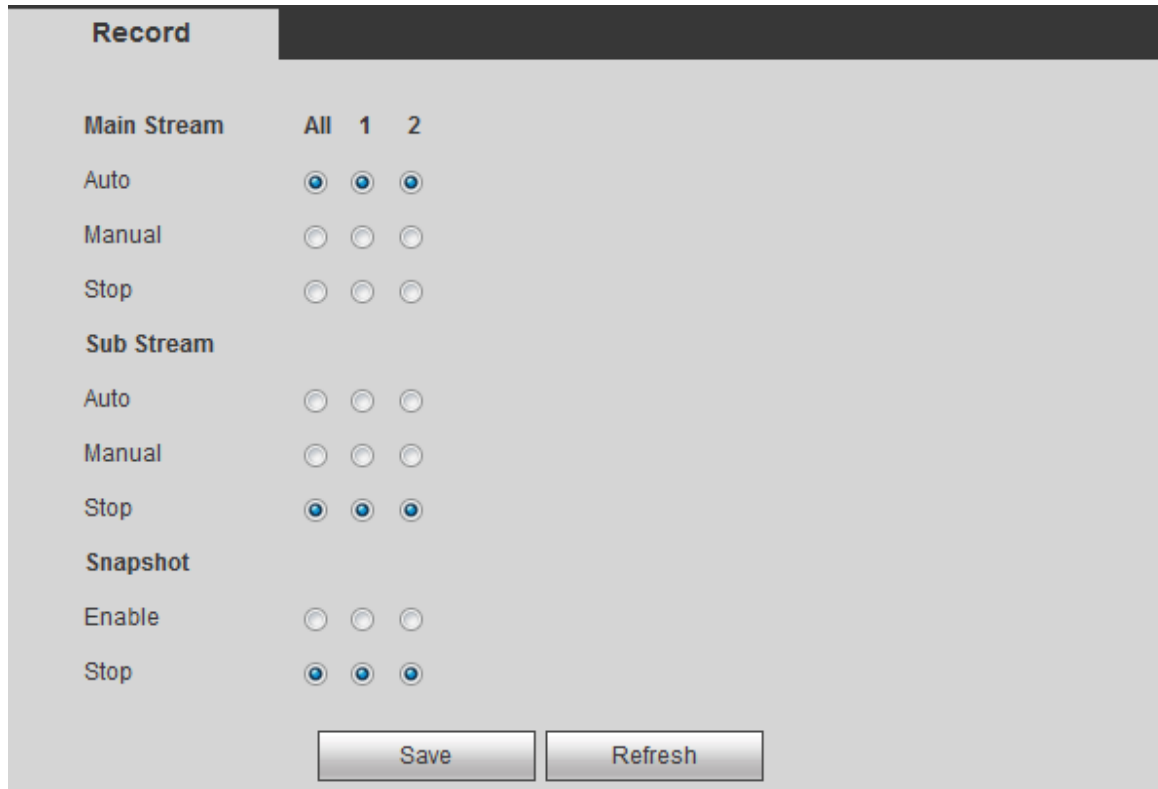 Record
Main Stream All 1 2
Auto
Manual
Stop
Sub Stream
Auto
Manual
Stop
Snapshot
Enable
Stop
Save Refresh